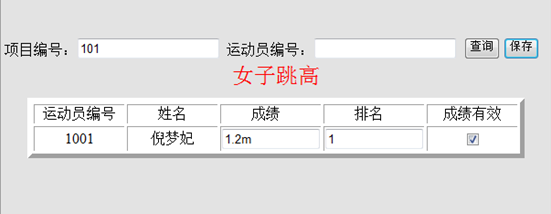 项目编号：101 运动员编号： 查询 保存
女子跳高
运动员编号 姓名 成绩 排名 成绩有效
1001 倪梦妃 1.2m 1